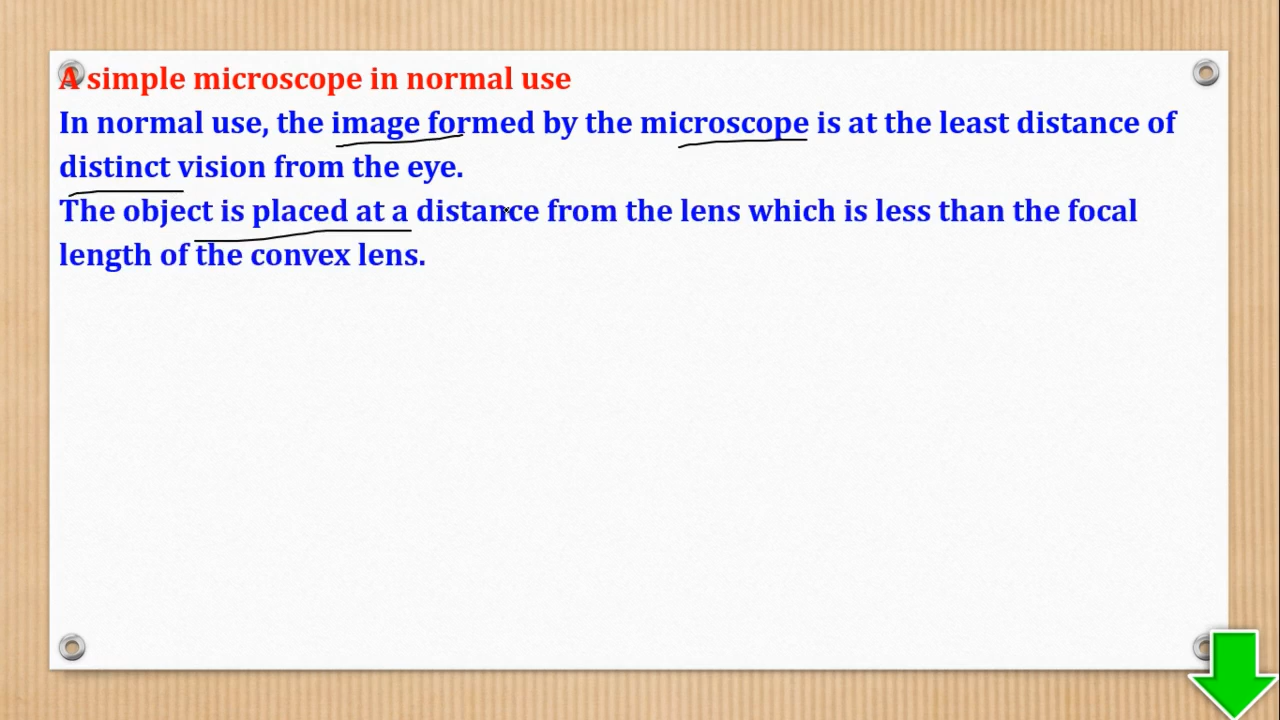 A simple microscope in normal use
In normal use, the image formed by the microscope is at the least distance of
distinct vision from the eye.
The object is placed at a distance from the lens which is less than the focal
length of the convex lens.